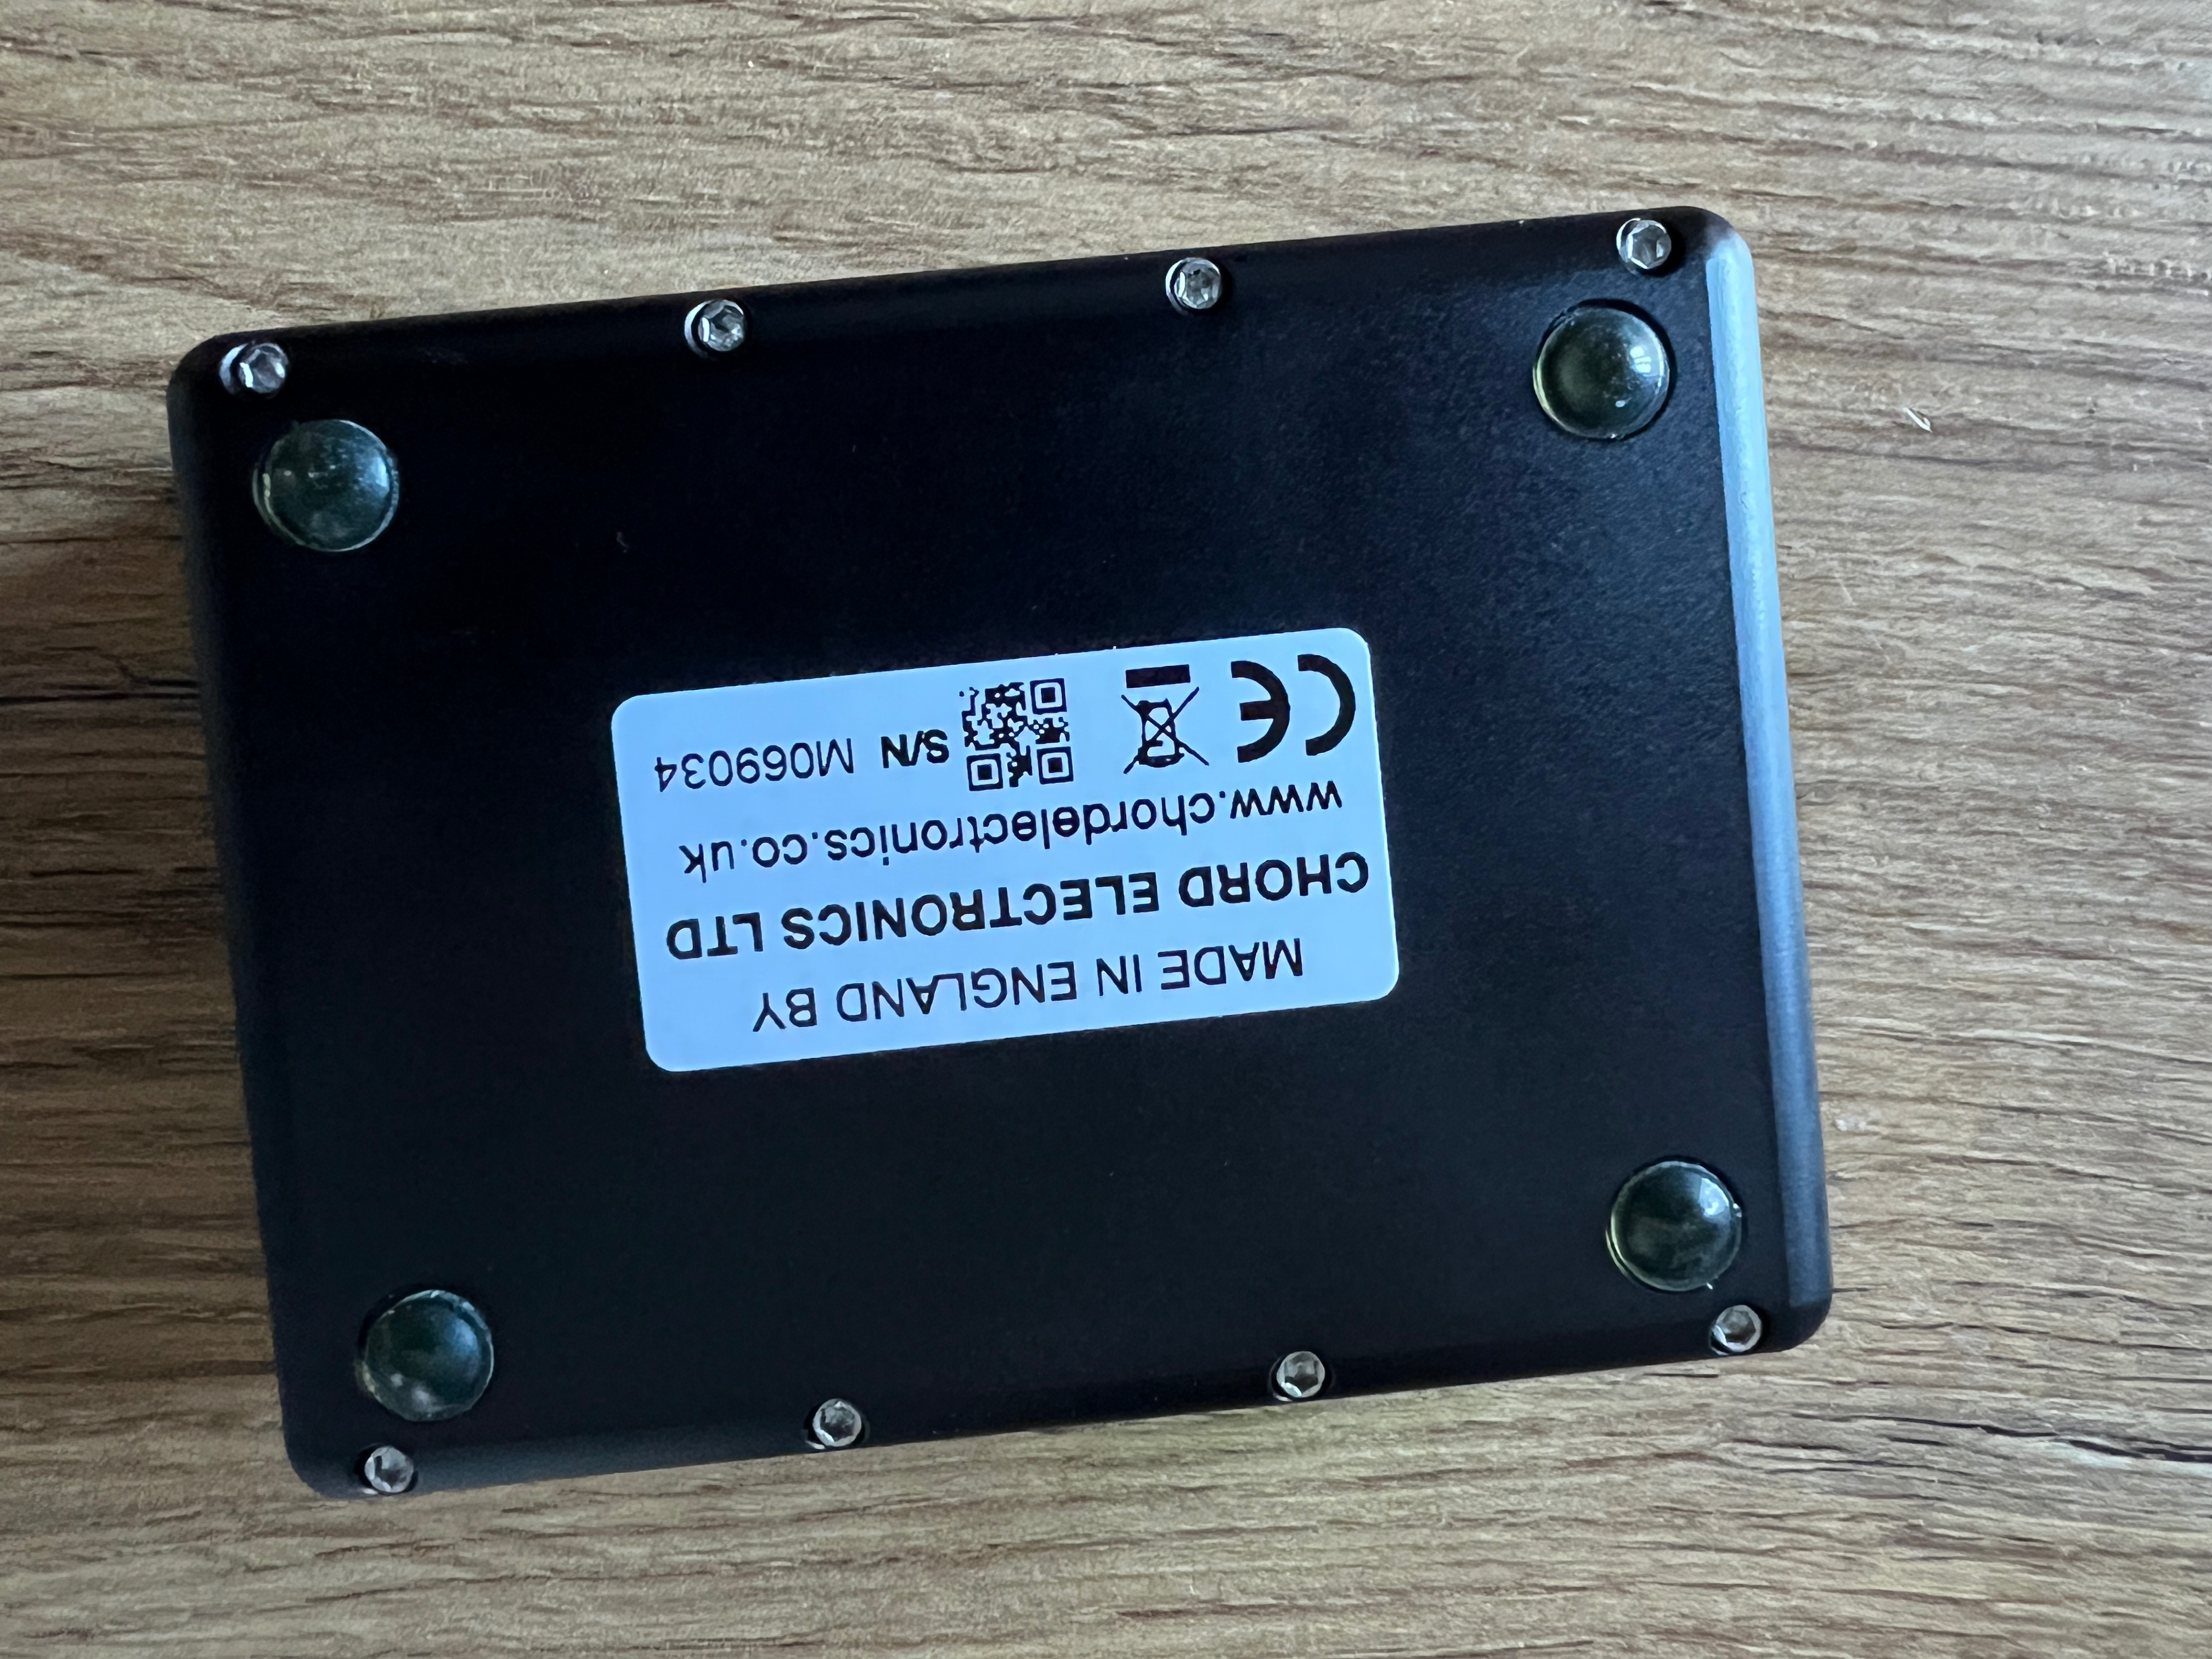 MADE IN ENGLAND BY
CHORD ELECTRONICS LTD
www.chordelectronics.co.uk
CE S/N M069034